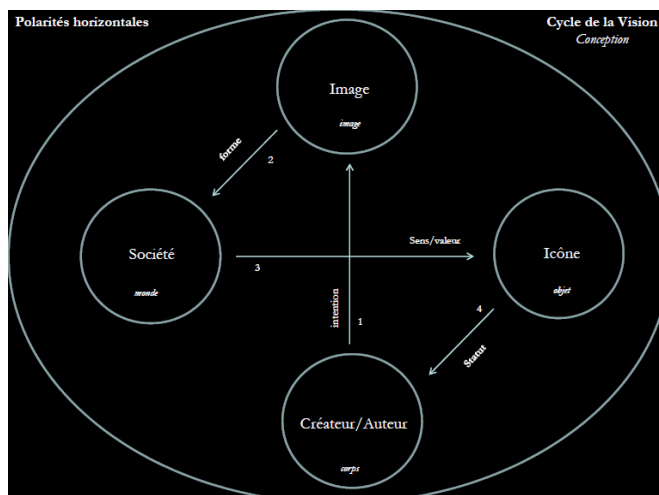 Polarités horizontales
Cycle de la Vision
Conception
Image
image
forme
2
Société
monde
3
Sens/valeur
Icône
objet
intention
1
4
Statut
Créateur/Auteur
corps